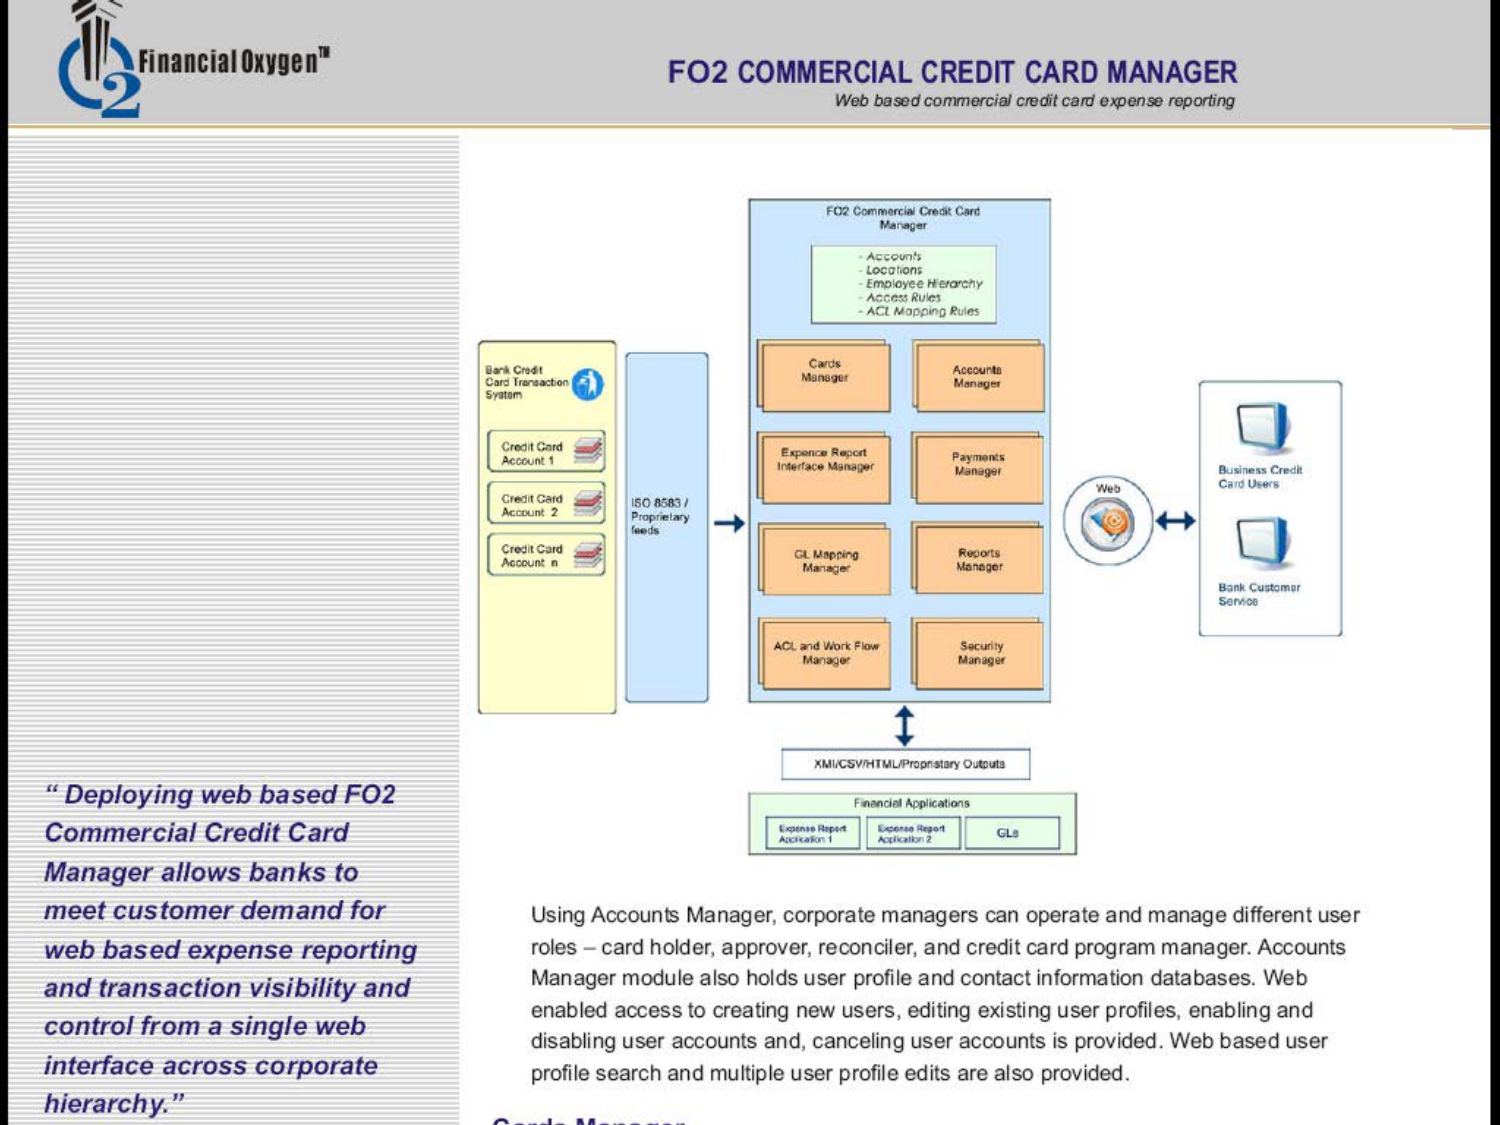 2
Financial Oxygen™
FO2 COMMERCIAL CREDIT CARD MANAGER
Web based commercial credit card expense reporting
FO2 Commercial Credit Card
Manager
- Accounts
- Locations
- Employee Hierarchy
- Access Rules
- ACL Mapping Rules
Bank Credit
Card Transaction
System
Credit Card
Account 1
Credit Card
Account 2
Credit Card
Account n
ISO 8583 /
Proprietary
feeds
Cards
Manager
Accounts
Manager
Expence Report
Interface Manager
Payments
Manager
GL Mapping
Manager
Reports
Manager
ACL and Work Flow
Manager
Security
Manager
Web
Business Credit
Card Users
Bank Customer
Service
XMl/CSV/HTML/Propristary Outputs
Financial Applications
Expense Report
Application 1
Expense Report
Application 2
GLs
“ Deploying web based FO2
Commercial Credit Card
Manager allows banks to
meet customer demand for
web based expense reporting
and transaction visibility and
control from a single web
interface across corporate
hierarchy.”
Using Accounts Manager, corporate managers can operate and manage different user
roles – card holder, approver, reconciler, and credit card program manager. Accounts
Manager module also holds user profile and contact information databases. Web
enabled access to creating new users, editing existing user profiles, enabling and
disabling user accounts and, canceling user accounts is provided. Web based user
profile search and multiple user profile edits are also provided.
Cards Manager